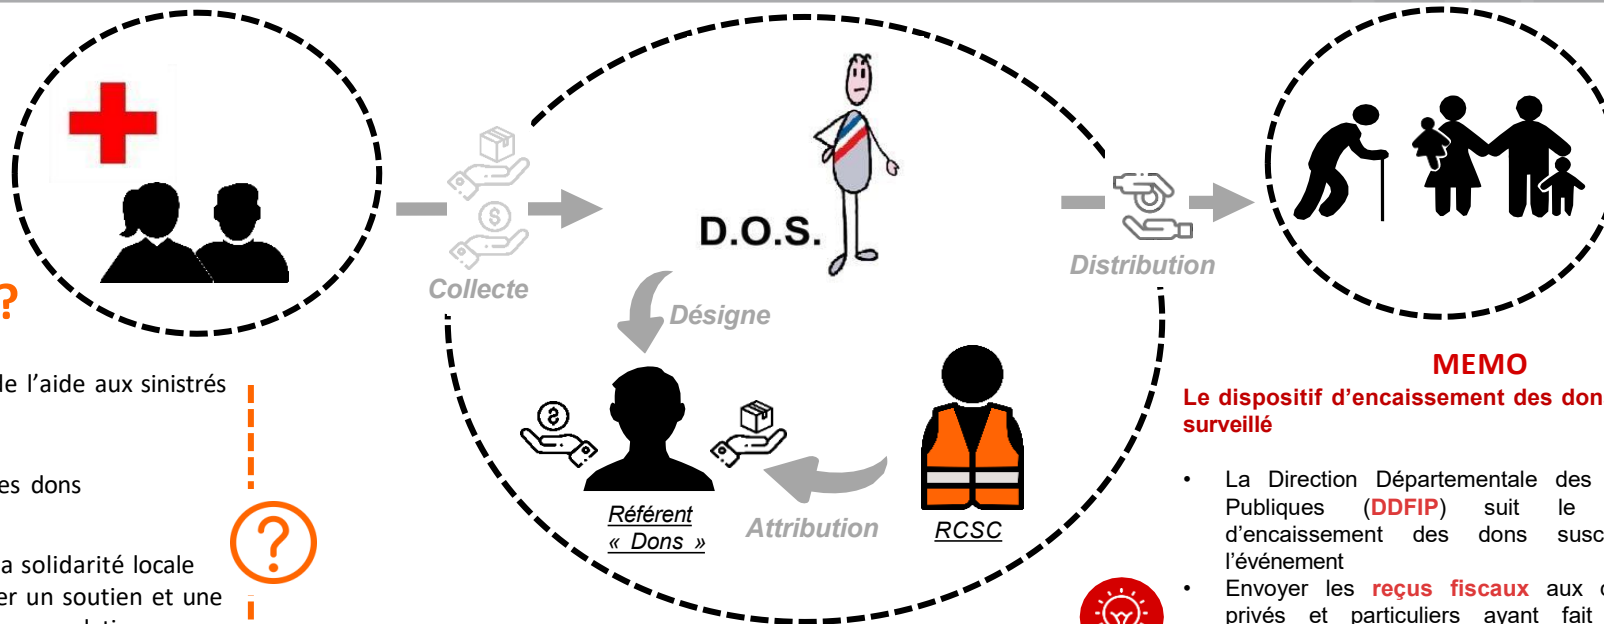 D.O.S.
Collecte
Distribution
Désigne
Référent
« Dons »
Attribution
RCSC
?
le l’aide aux sinistrés
es dons
a solidarité locale
er un soutien et une
MEMO
Le dispositif d’encaissement des don
surveillé
• La Direction Départementale des
Publiques (DDFIP) suit le
d’encaissement des dons susc
l’événement
• Envoyer les reçus fiscaux aux
privés et particuliers ayant fait